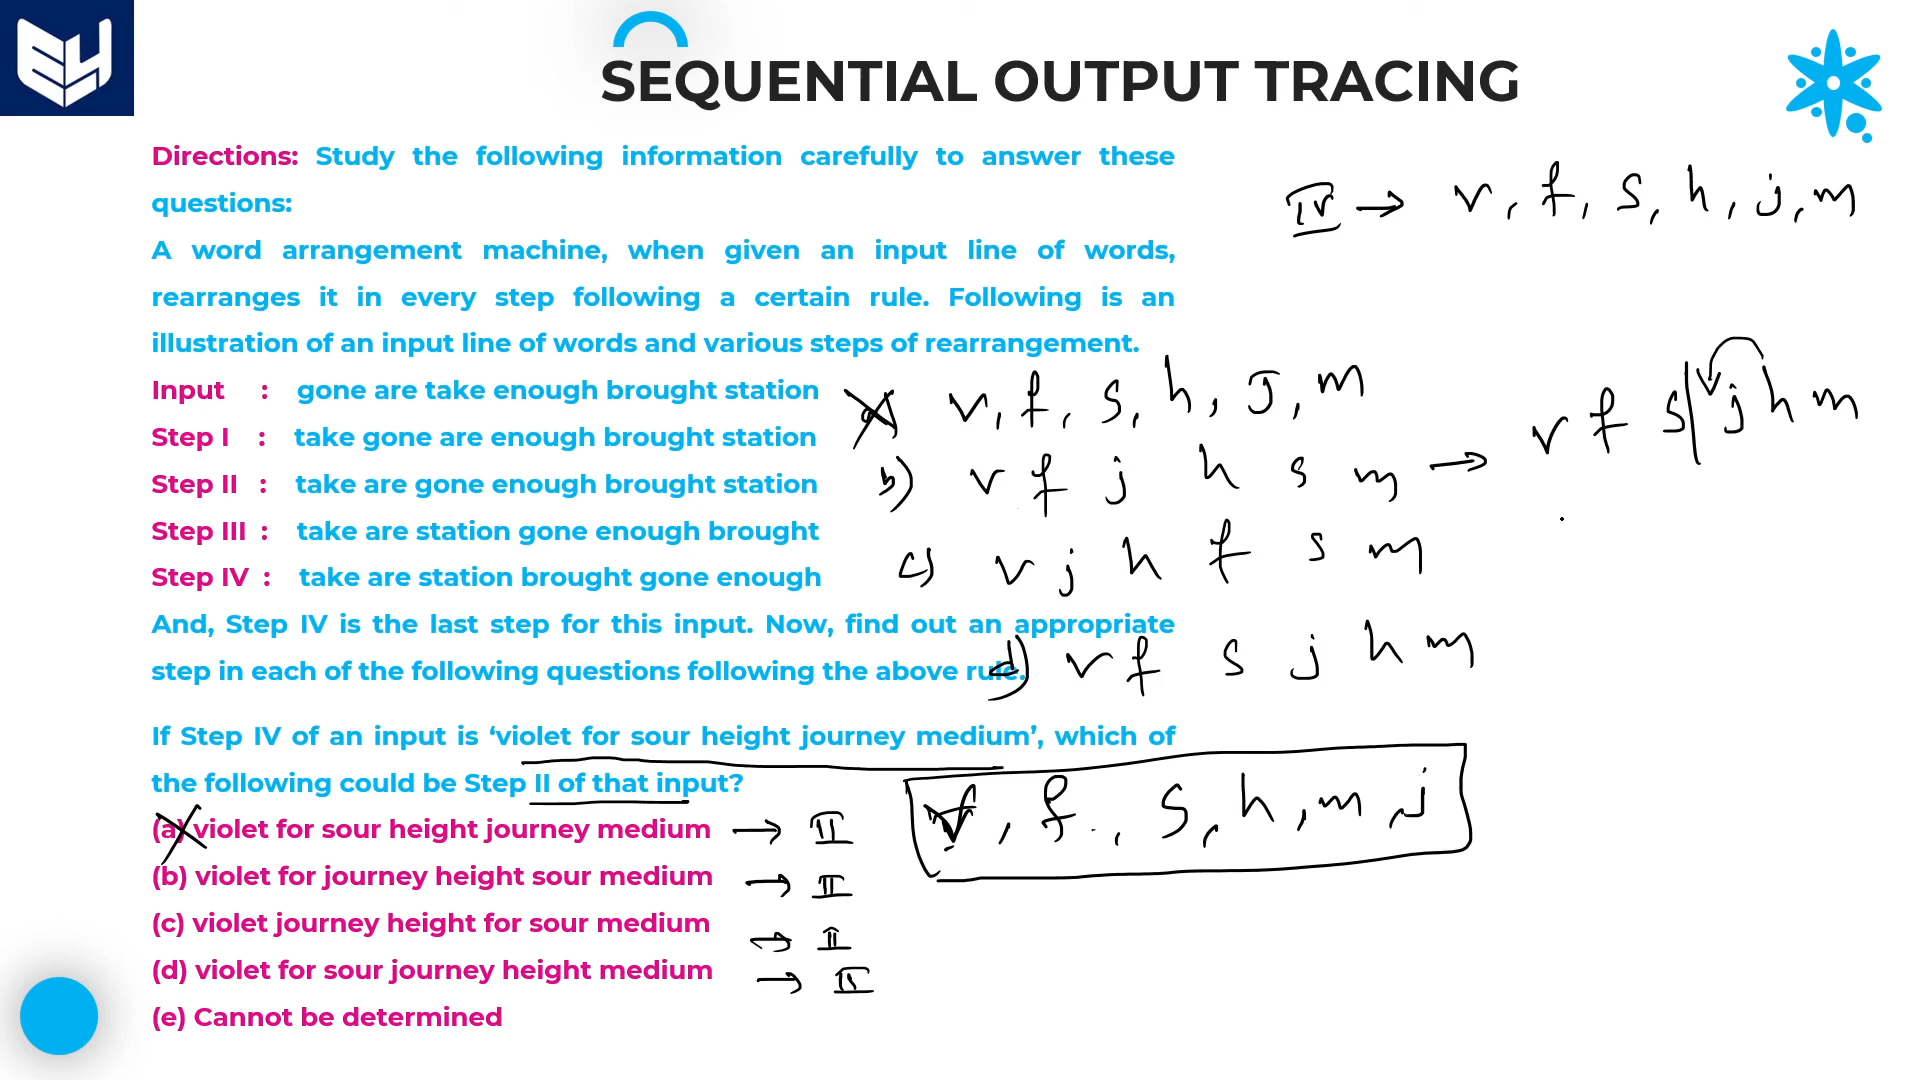 SEQUENTIAL OUTPUT TRACING
Directions: Study the following information carefully to answer these
questions:
IV → v, f, s, h, j, m
A word arrangement machine, when given an input line of words,
rearranges it in every step following a certain rule. Following is an
illustration of an input line of words and various steps of rearrangement.
Input : gone are take enough brought station
a) v, f, s, h, j, m
v f s j h m
Step I : take gone are enough brought station
Step II : take are gone enough brought station
b) v f j h s m →
Step III : take are station gone enough brought
Step IV : take are station brought gone enough
c) v j h f s m
And, Step IV is the last step for this input. Now, find out an appropriate
step in each of the following questions following the above rule.
d) v f s j h m
If Step IV of an input is ‘violet for sour height journey medium’, which of
the following could be Step II of that input?
(a) violet for sour height journey medium → II
v, f, s, h, m, j
(b) violet for journey height sour medium → II
(c) violet journey height for sour medium → II
(d) violet for sour journey height medium → II
(e) Cannot be determined